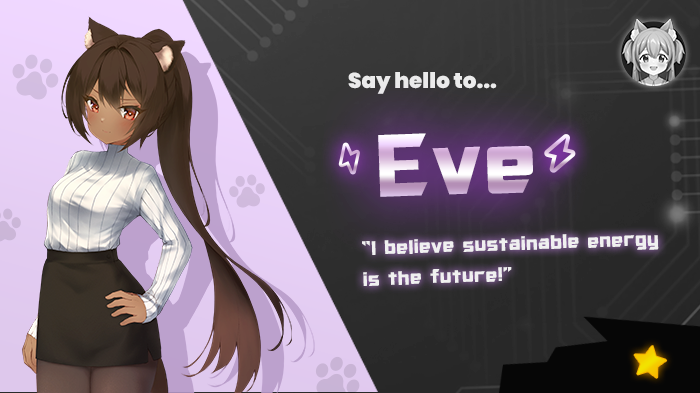 Say hello to...
Eve
“I believe sustainable energy
is the future!”